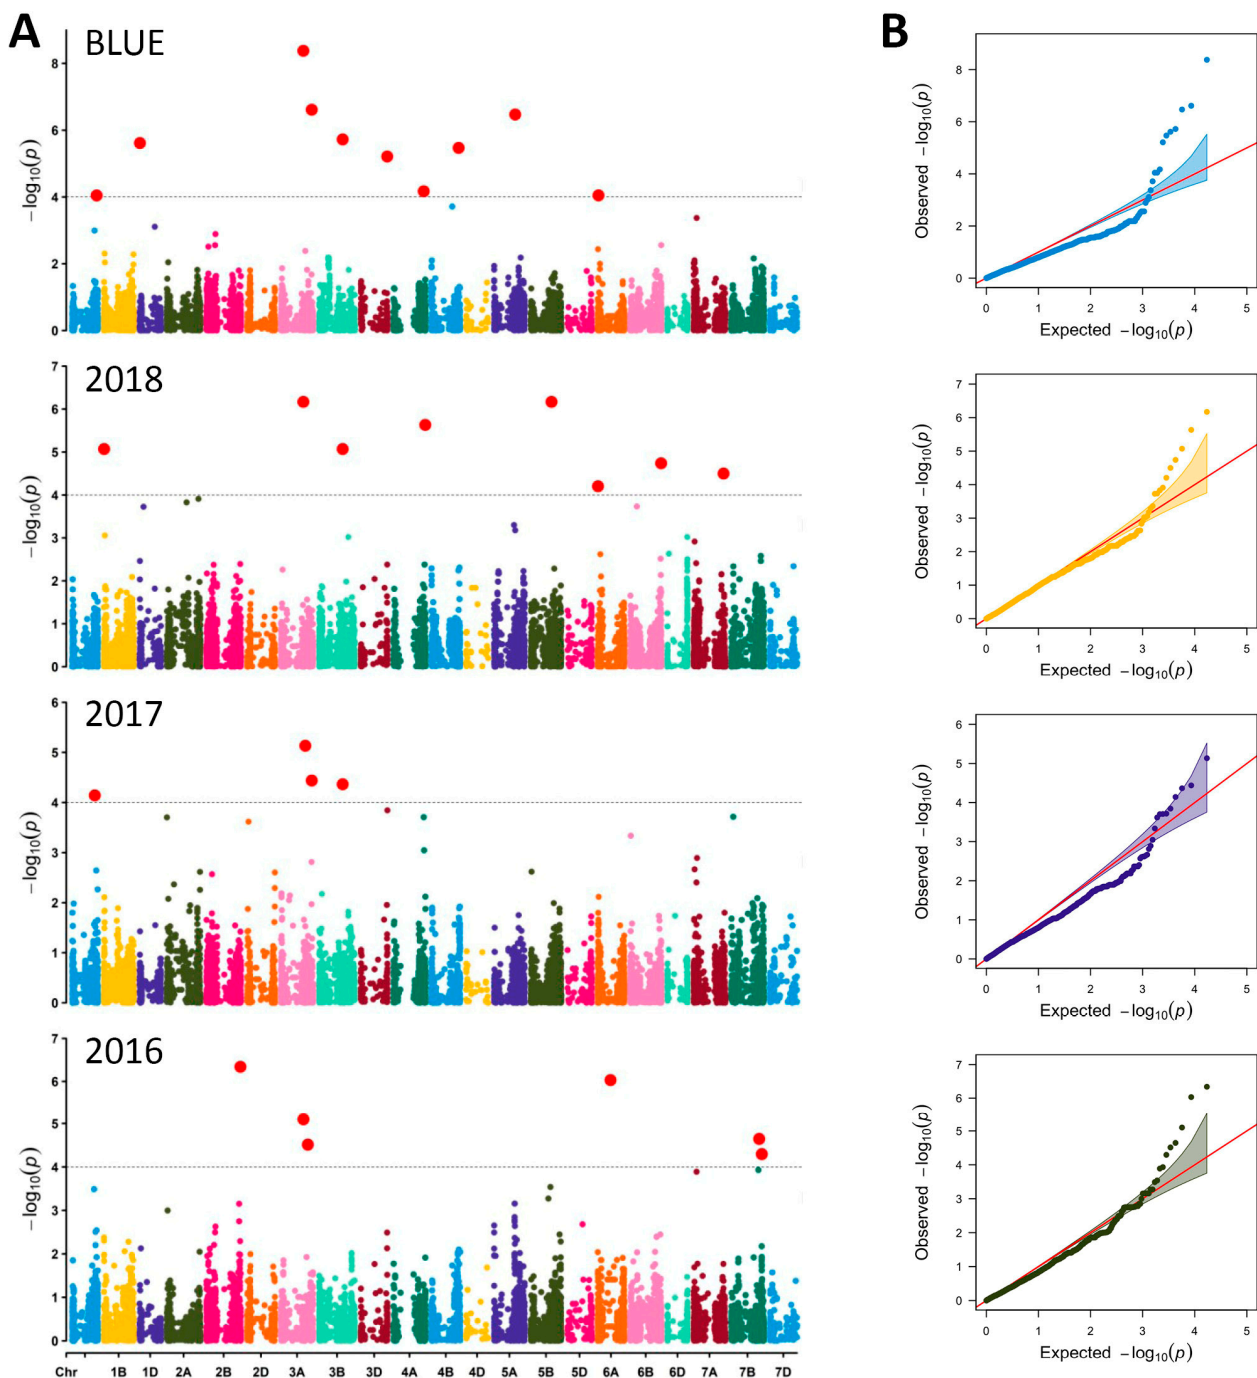 A
BLUE
8
6
4
2
0
−log10(p)
2018
7
6
5
4
3
2
1
0
−log10(p)
2017
6
5
4
3
2
1
0
−log10(p)
2016
7
6
5
4
3
2
1
0
−log10(p)
Chr 1B 1D 2A 2B 2D 3A 3B 3D 4A 4B 4D 5A 5B 5D 6A 6B 6D 7A 7B 7D
B
8
6
4
2
0
Observed −log10(p)
0 1 2 3 4 5
Expected −log10(p)
7
6
5
4
3
2
1
0
Observed −log10(p)
0 1 2 3 4 5
Expected −log10(p)
6
5
4
3
2
1
0
Observed −log10(p)
0 1 2 3 4 5
Expected −log10(p)
7
6
5
4
3
2
1
0
Observed −log10(p)
0 1 2 3 4 5
Expected −log10(p)